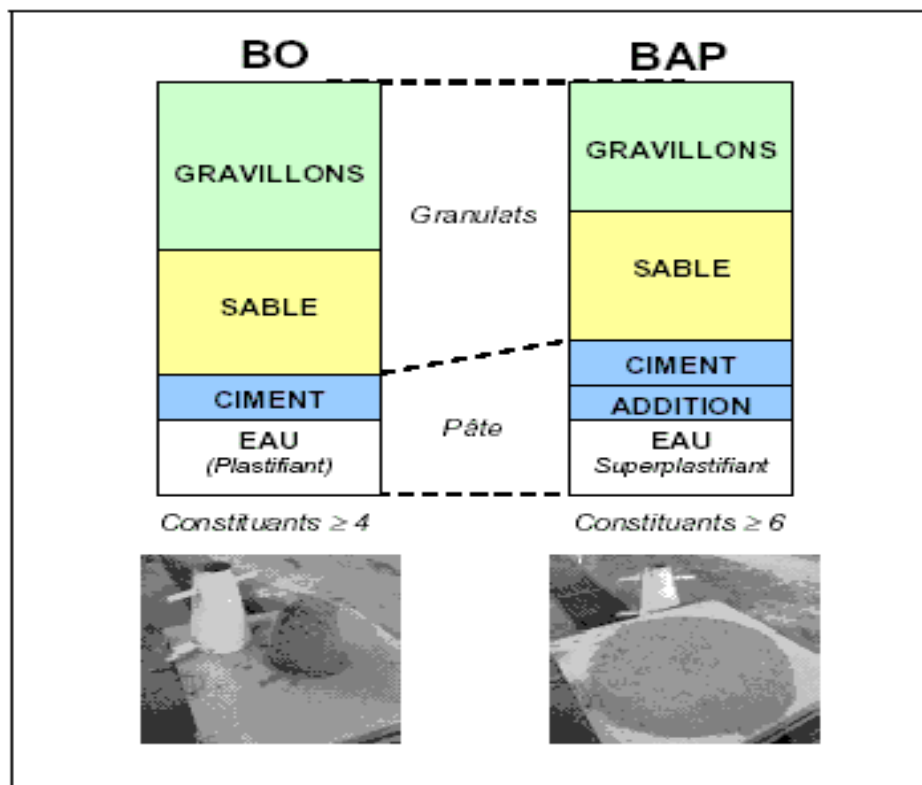 BO
BAP
GRAVILLONS
GRAVILLONS
Granulats
SABLE
SABLE
CIMENT
CIMENT
ADDITION
Pâte
EAU
(Plastifiant)
EAU
Superplastifiant
Constituants ≥ 4
Constituants ≥ 6